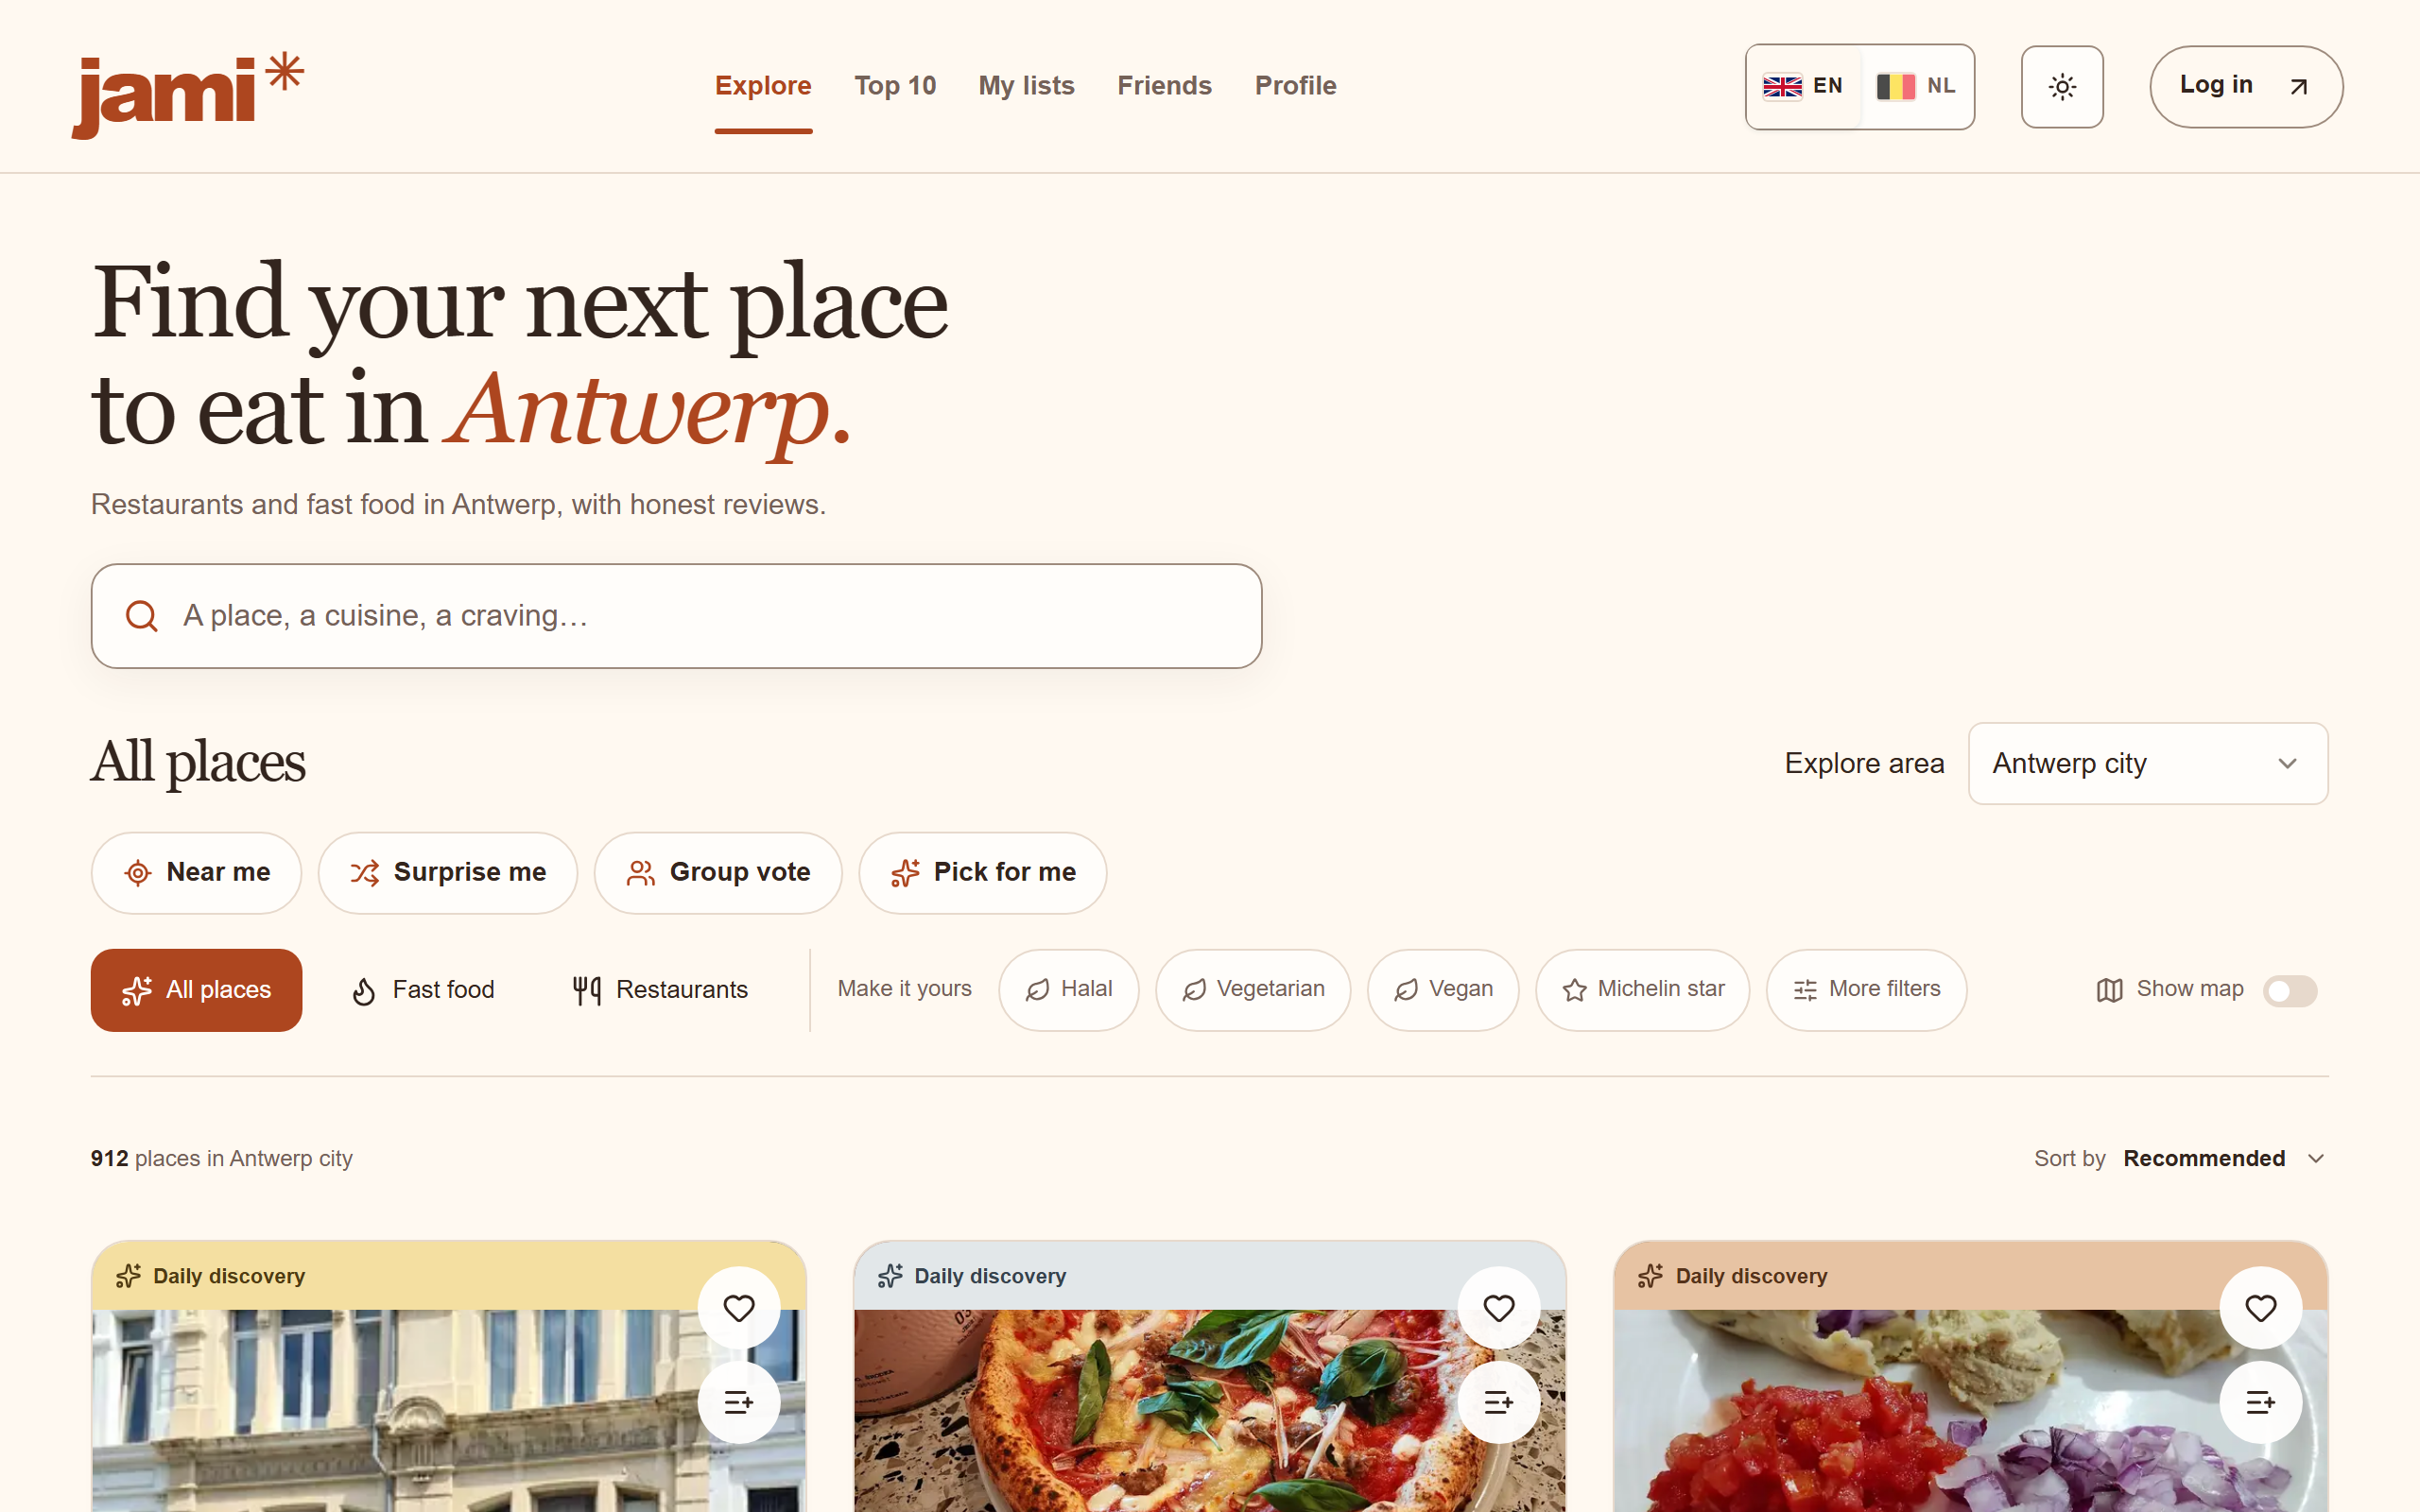 jami
Explore
Top 10
My lists
Friends
Profile
EN
NL
Log in
Find your next place
to eat in Antwerp.
Restaurants and fast food in Antwerp, with honest reviews.
A place, a cuisine, a craving…
All places
Explore area
Antwerp city
Near me
Surprise me
Group vote
Pick for me
All places
Fast food
Restaurants
Make it yours
Halal
Vegetarian
Vegan
Michelin star
More filters
Show map
912 places in Antwerp city
Sort by Recommended
Daily discovery
Daily discovery
Daily discovery